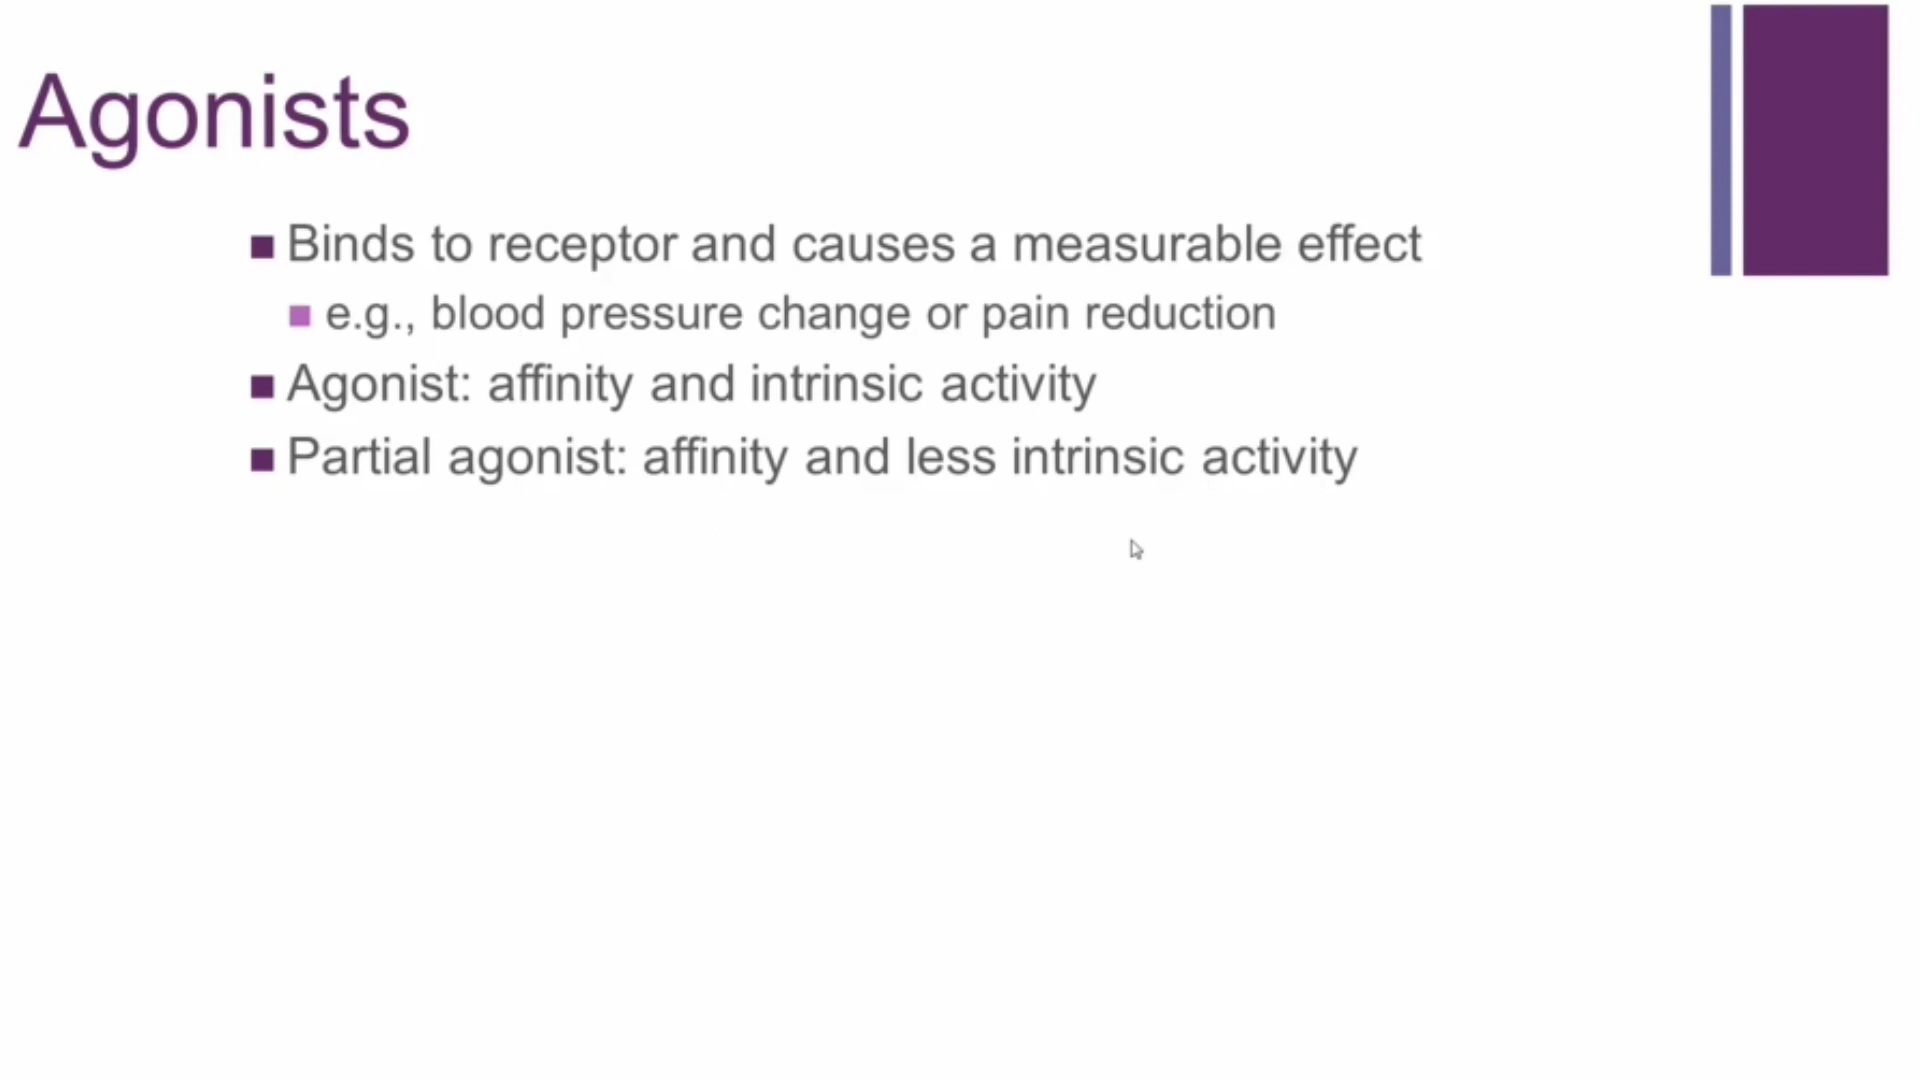 Agonists
Binds to receptor and causes a measurable effect
e.g., blood pressure change or pain reduction
Agonist: affinity and intrinsic activity
Partial agonist: affinity and less intrinsic activity